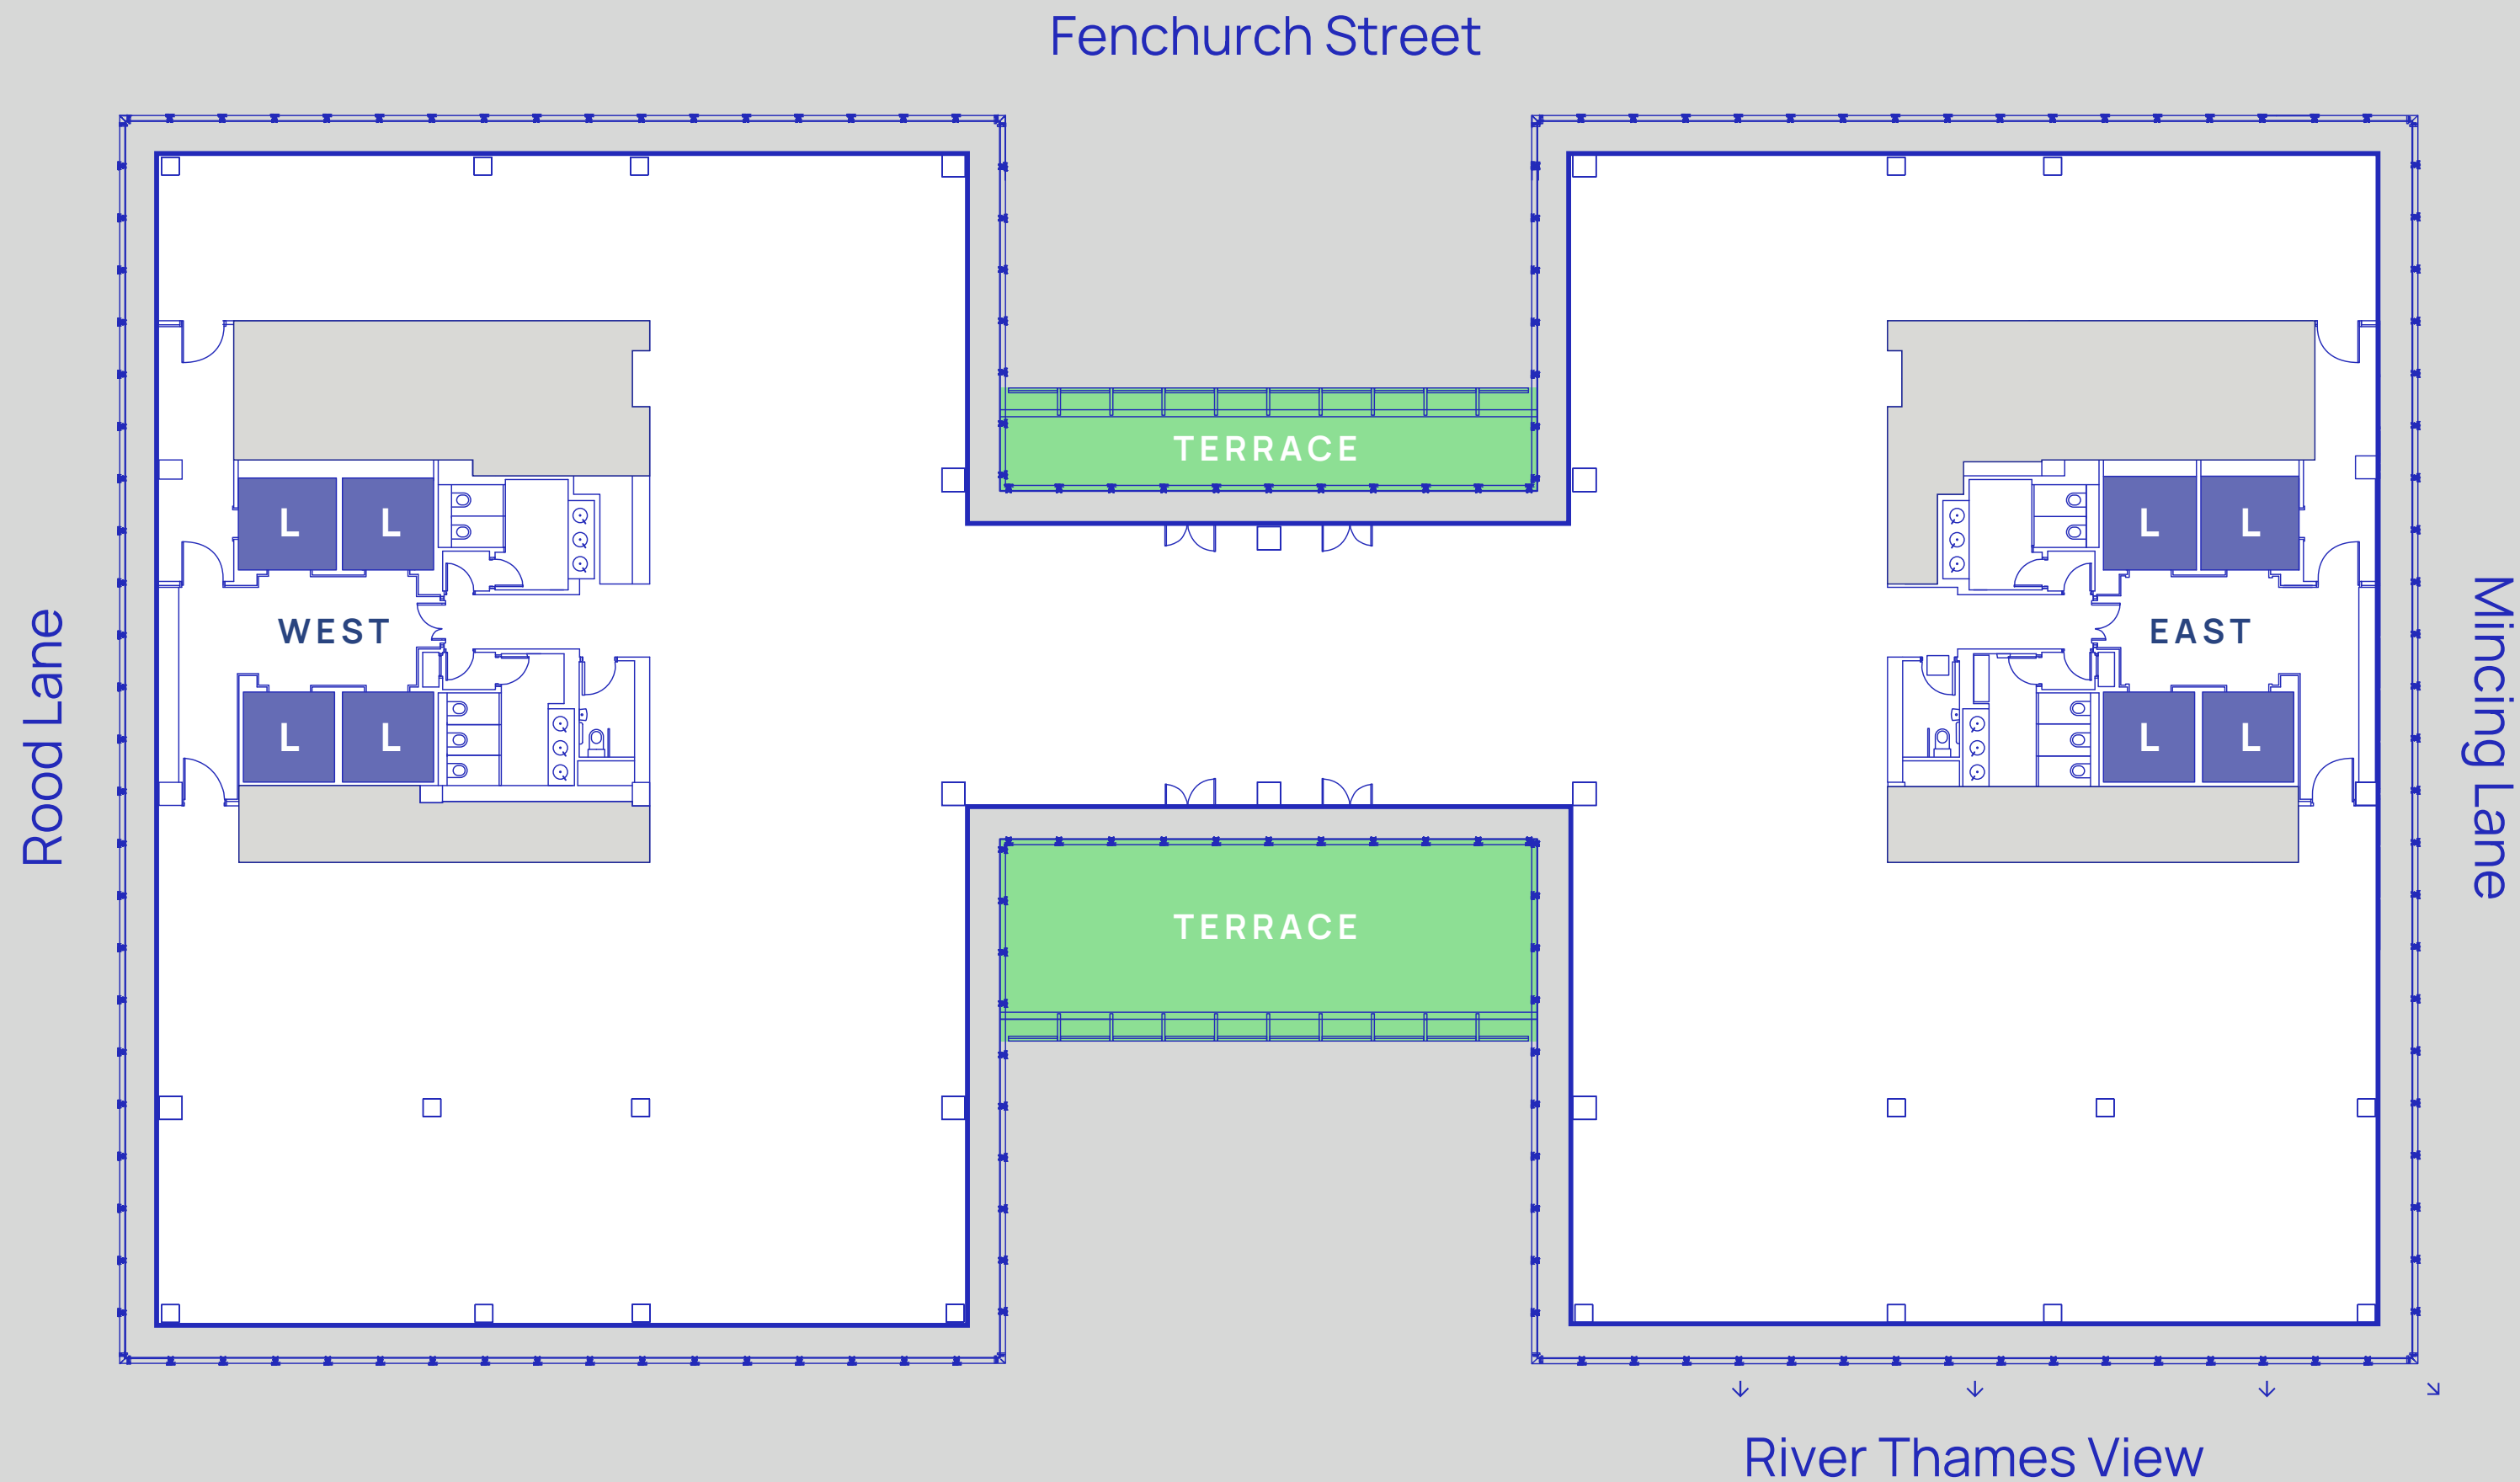 Fenchurch Street
TERRACE
L
L
L
L
WEST
EAST
Rood Lane
Mincing Lane
L
L
L
L
TERRACE
River Thames View